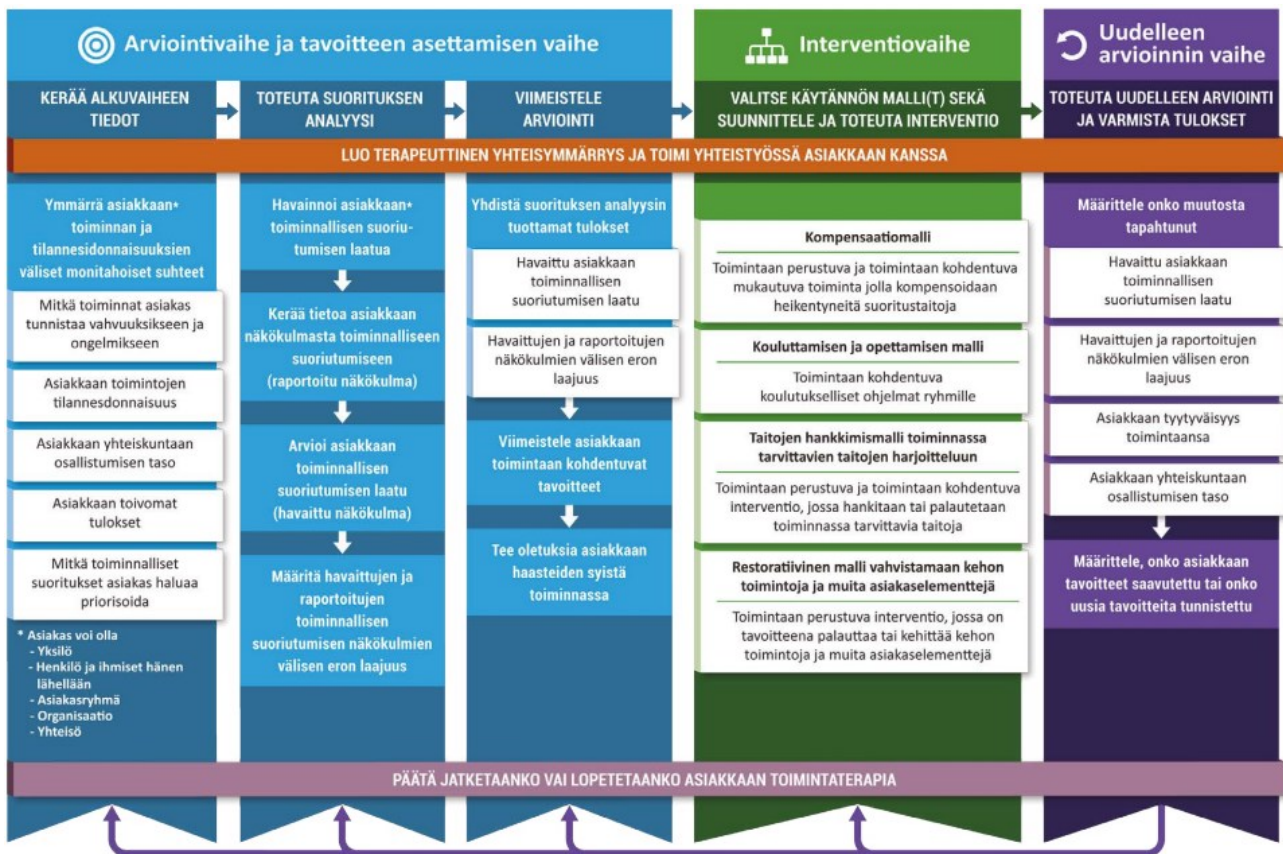 Arviointivaihe ja tavoitteen asettamisen vaihe
Interventiovaihe
Uudelleen
arvioinnin vaihe
KERÄÄ ALKUVAIHEEN
TIEDOT
TOTEUTA SUORITUKSEN
ANALYYSI
VIIMEISTELE
ARVIOINTI
VALITSE KÄYTÄNNÖN MALLI(T) SEKÄ
SUUNNITTELE JA TOTEUTA INTERVENTIO
TOTEUTA UUDELLEEN ARVIOINTI
JA VARMISTA TULOKSET
LUO TERAPEUTTINEN YHTEISYMMÄRRYS JA TOIMI YHTEISTYÖSSÄ ASIAKKAAN KANSSA
Ymmärrä asiakkaan*
toiminnan ja
tilannesidonnaisuuksien
väliset monitahoiset suhteet
Mitkä toiminnat asiakas
tunnistaa vahvuuksikseen ja
ongelmikseen
Asiakkaan toimintojen
tilannesdonnaisuus
Asiakkaan yhteiskuntaan
osallistumisen taso
Asiakkaan toivomat
tulokset
Mitkä toiminnalliset
suoritukset asiakas haluaa
priorisoida
* Asiakas voi olla
- Yksilö
- Henkilö ja ihmiset hänen
lähellään
- Asiakasryhmä
- Organisaatio
- Yhteisö
Havainnoi asiakkaan*
toiminnallisen suoriu-
tumisen laatua
Kerää tietoa asiakkaan
näkökulmasta toiminnalliseen
suoriutumiseen
(raportoitu näkökulma)
Arvioi asiakkaan
toiminnallisen
suoriutumisen laatu
(havaittu näkökulma)
Määritä havaittujen ja
raportoitujen
toiminnallisen
suoriutumisen näkökulmien
välisen eron laajuus
Yhdistä suorituksen analyysin
tuottamat tulokset
Havaittu asiakkaan
toiminnallisen
suoriutumisen laatu
Havaittujen ja raportoitujen
näkökulmien välisen eron
laajuus
Viimeistele asiakkaan
toimintaan kohdentuvat
tavoitteet
Tee oletuksia asiakkaan
haasteiden syistä
toiminnassa
Kompensaatiomalli
Toimintaan perustuva ja toimintaan kohdentuva
mukautuva toiminta jolla kompensoidaan
heikentyneitä suoritustaitoja
Kouluttamisen ja opettamisen malli
Toimintaan kohdentuva
koulutukselliset ohjelmat ryhmille
Taitojen hankkimismalli toiminnassa
tarvittavien taitojen harjoitteluun
Toimintaan perustuva ja toimintaan kohdentuva
interventio, jossa hankitaan tai palautetaan
toiminnassa tarvittavia taitoja
Restoratiivinen malli vahvistamaan kehon
toimintoja ja muita asiakaselementtejä
Toimintaan perustuva interventio, jossa on
tavoitteena palauttaa tai kehittää kehon
toimintoja ja muita asiakaselementtejä
Määrittele onko muutosta
tapahtunut
Havaittu asiakkaan
toiminnallisen
suoriutumisen laatu
Havaittujen ja raportoitujen
näkökulmien välisen eron
laajuus
Asiakkaan tyytyväisyys
toimintaansa
Asiakkaan yhteiskuntaan
osallistumisen taso
Määrittele, onko asiakkaan
tavoitteet saavutettu tai onko
uusia tavoitteita tunnistettu
PÄÄTÄ JATKETAANKO VAI LOPETETAANKO ASIAKKAAN TOIMINTATERAPIA